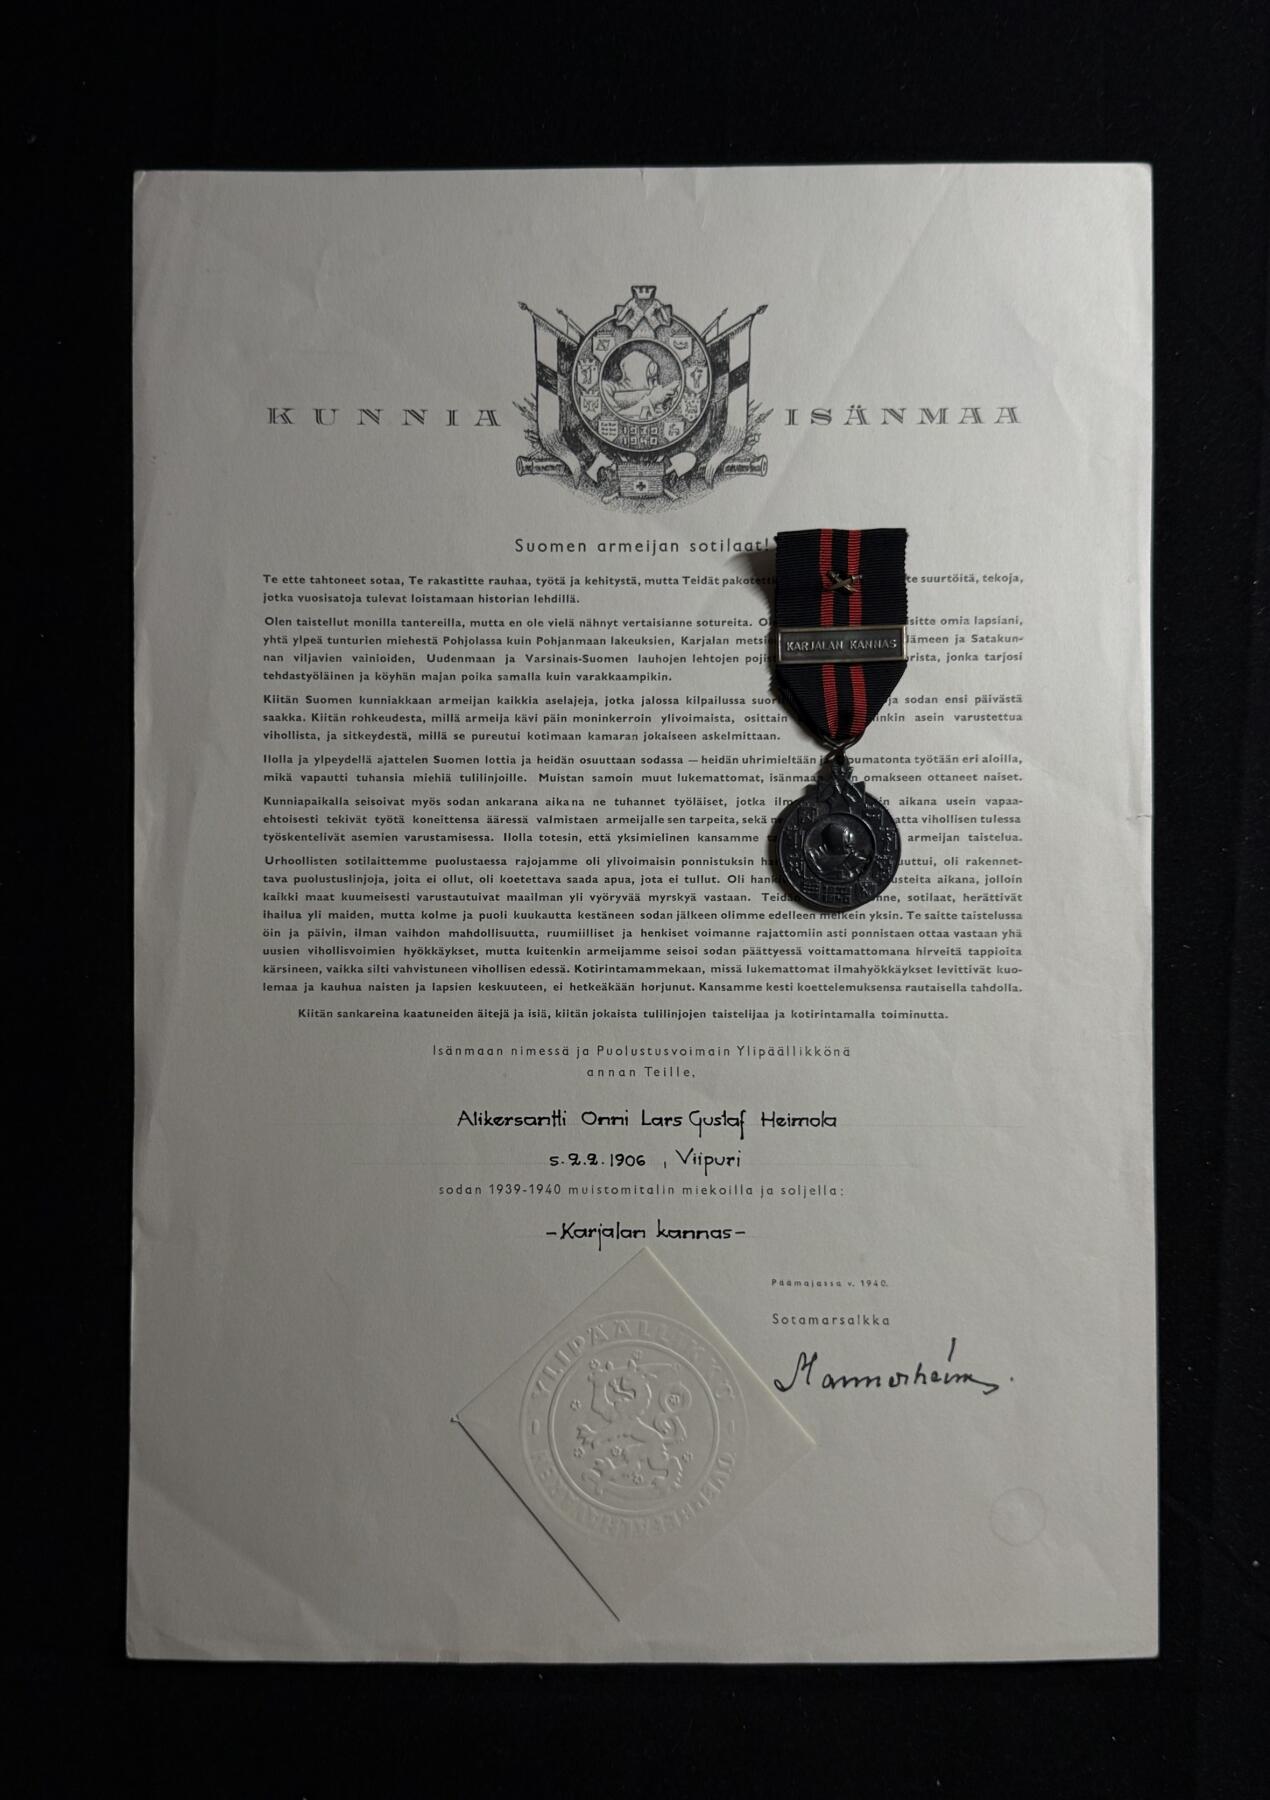 KUNNIA ISÄNMAA
1939
1940
Suomen armeijan sotilaat!
Te ette tahtoneet sotaa, Te rakastitte rauhaa, työtä ja kehitystä, mutta Teidät suurtöitä, tekoja,
jotka vuosisatoja tulevat loistamaan historian lehdillä.
Olen taistellut monilla tantereilla, mutta en ole vielä nähnyt vertaisianne sotureita. omia lapsiani,
yhtä ylpeä tunturien miehestä Pohjolassa kuin Pohjanmaan lakeuksien, Karjalan ja Satakun-
nan viljavien vainioiden, Uudenmaan ja Varsinais-Suomen lauhojen lehtojen jonka tarjosi
tehdastyöläinen ja köyhän majan poika samalla kuin varakkaampikin.
KARJALAN KANNAS
Kiitän Suomen kunniakkaan armeijan kaikkia aselajeja, jotka jalossa kilpailussa sodan ensi päivästä
saakka. Kiitän rohkeudesta, millä armeija kävi päin moninkerroin ylivoimaista, osittain asein varustettua
vihollista, ja sitkeydestä, millä se pureutui kotimaan kamaran jokaiseen askelmittaan.
Ilolla ja ylpeydellä ajattelen Suomen lottia ja heidän osuuttaan sodassa — heidän uhrimieltään työtään eri aloilla,
mikä vapautti tuhansia miehiä tulilinjoille. Muistan samoin muut lukemattomat, omakseen ottaneet naiset.
Kunniapaikalla seisoivat myös sodan ankarana aikana ne tuhannet työläiset, jotka aikana usein vapaa-
ehtoisesti tekivät työtä koneittensa ääressä valmistaen armeijalle sen tarpeita, sekä vihollisen tulessa
työskentelivät asemien varustamisessa. Ilolla totesin, että yksimielinen kansamme armeijan taistelua.
Urhoollisten sotilaittemme puolustaessa rajojamme oli ylivoimaisin ponnistuksin oli rakennet-
tava puolustuslinjoja, joita ei ollut, oli koetettava saada apua, jota ei tullut. Oli aikana, jolloin
kaikki maat kuumeisesti varustautuivat maailman yli vyöryvää myrskyä vastaan. sotilaat, herättivät
ihailua yli maiden, mutta kolme ja puoli kuukautta kestäneen sodan jälkeen olimme edelleen melkein yksin. Te saitte taistelussa
öin ja päivin, ilman vaihdon mahdollisuutta, ruumiilliset ja henkiset voimanne rajattomiin asti ponnistaen ottaa vastaan yhä
uusien vihollisvoimien hyökkäykset, mutta kuitenkin armeijamme seisoi sodan päättyessä voittamattomana hirveitä tappioita
kärsineen, vaikka silti vahvistuneen vihollisen edessä. Kotirintamammekaan, missä lukemattomat ilmahyökkäykset levittivät kuo-
lemaa ja kauhua naisten ja lapsien keskuuteen, ei hetkeäkään horjunut. Kansamme kesti koettelemuksensa rautaisella tahdolla.
Kiitän sankareina kaatuneiden äitejä ja isiä, kiitän jokaista tulilinjojen taistelijaa ja kotirintamalla toiminutta.
Isänmaan nimessä ja Puolustusvoimain Ylipäällikkönä
annan Teille,
Alikersantti Onni Lars Gustaf Heimola
s. 2.2. 1906 , Viipuri
sodan 1939-1940 muistomitalin miekoilla ja soljella:
-Karjalan kannas-
Päämajassa v. 1940.
Sotamarsalkka
Mannerheim.
- YLIPÄÄLLIKKÖ -